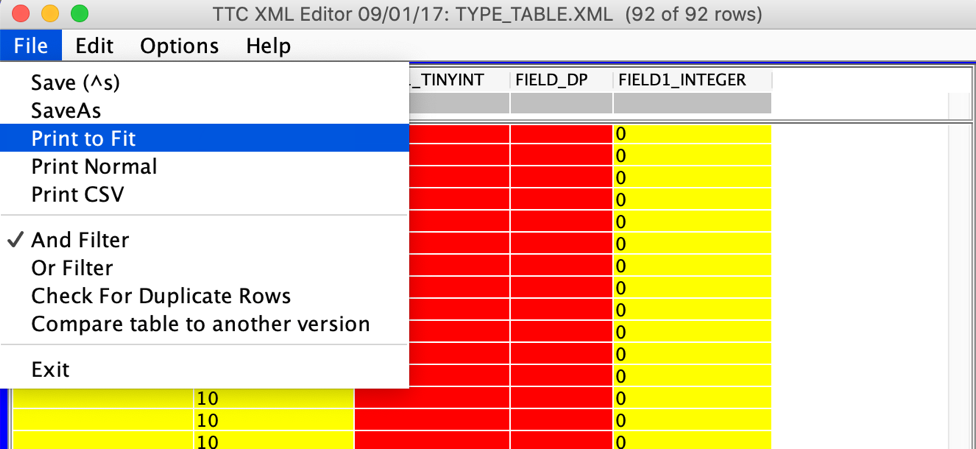 TTC XML Editor 09/01/17: TYPE_TABLE.XML (92 of 92 rows)
File Edit Options Help
_TINYINT FIELD_DP FIELD1_INTEGER
Save (^s)
SaveAs
Print to Fit
Print Normal
Print CSV
And Filter
Or Filter
Check For Duplicate Rows
Compare table to another version
Exit
0
0
0
0
0
0
0
0
0
0
0
0
10 0
10 0
10 0